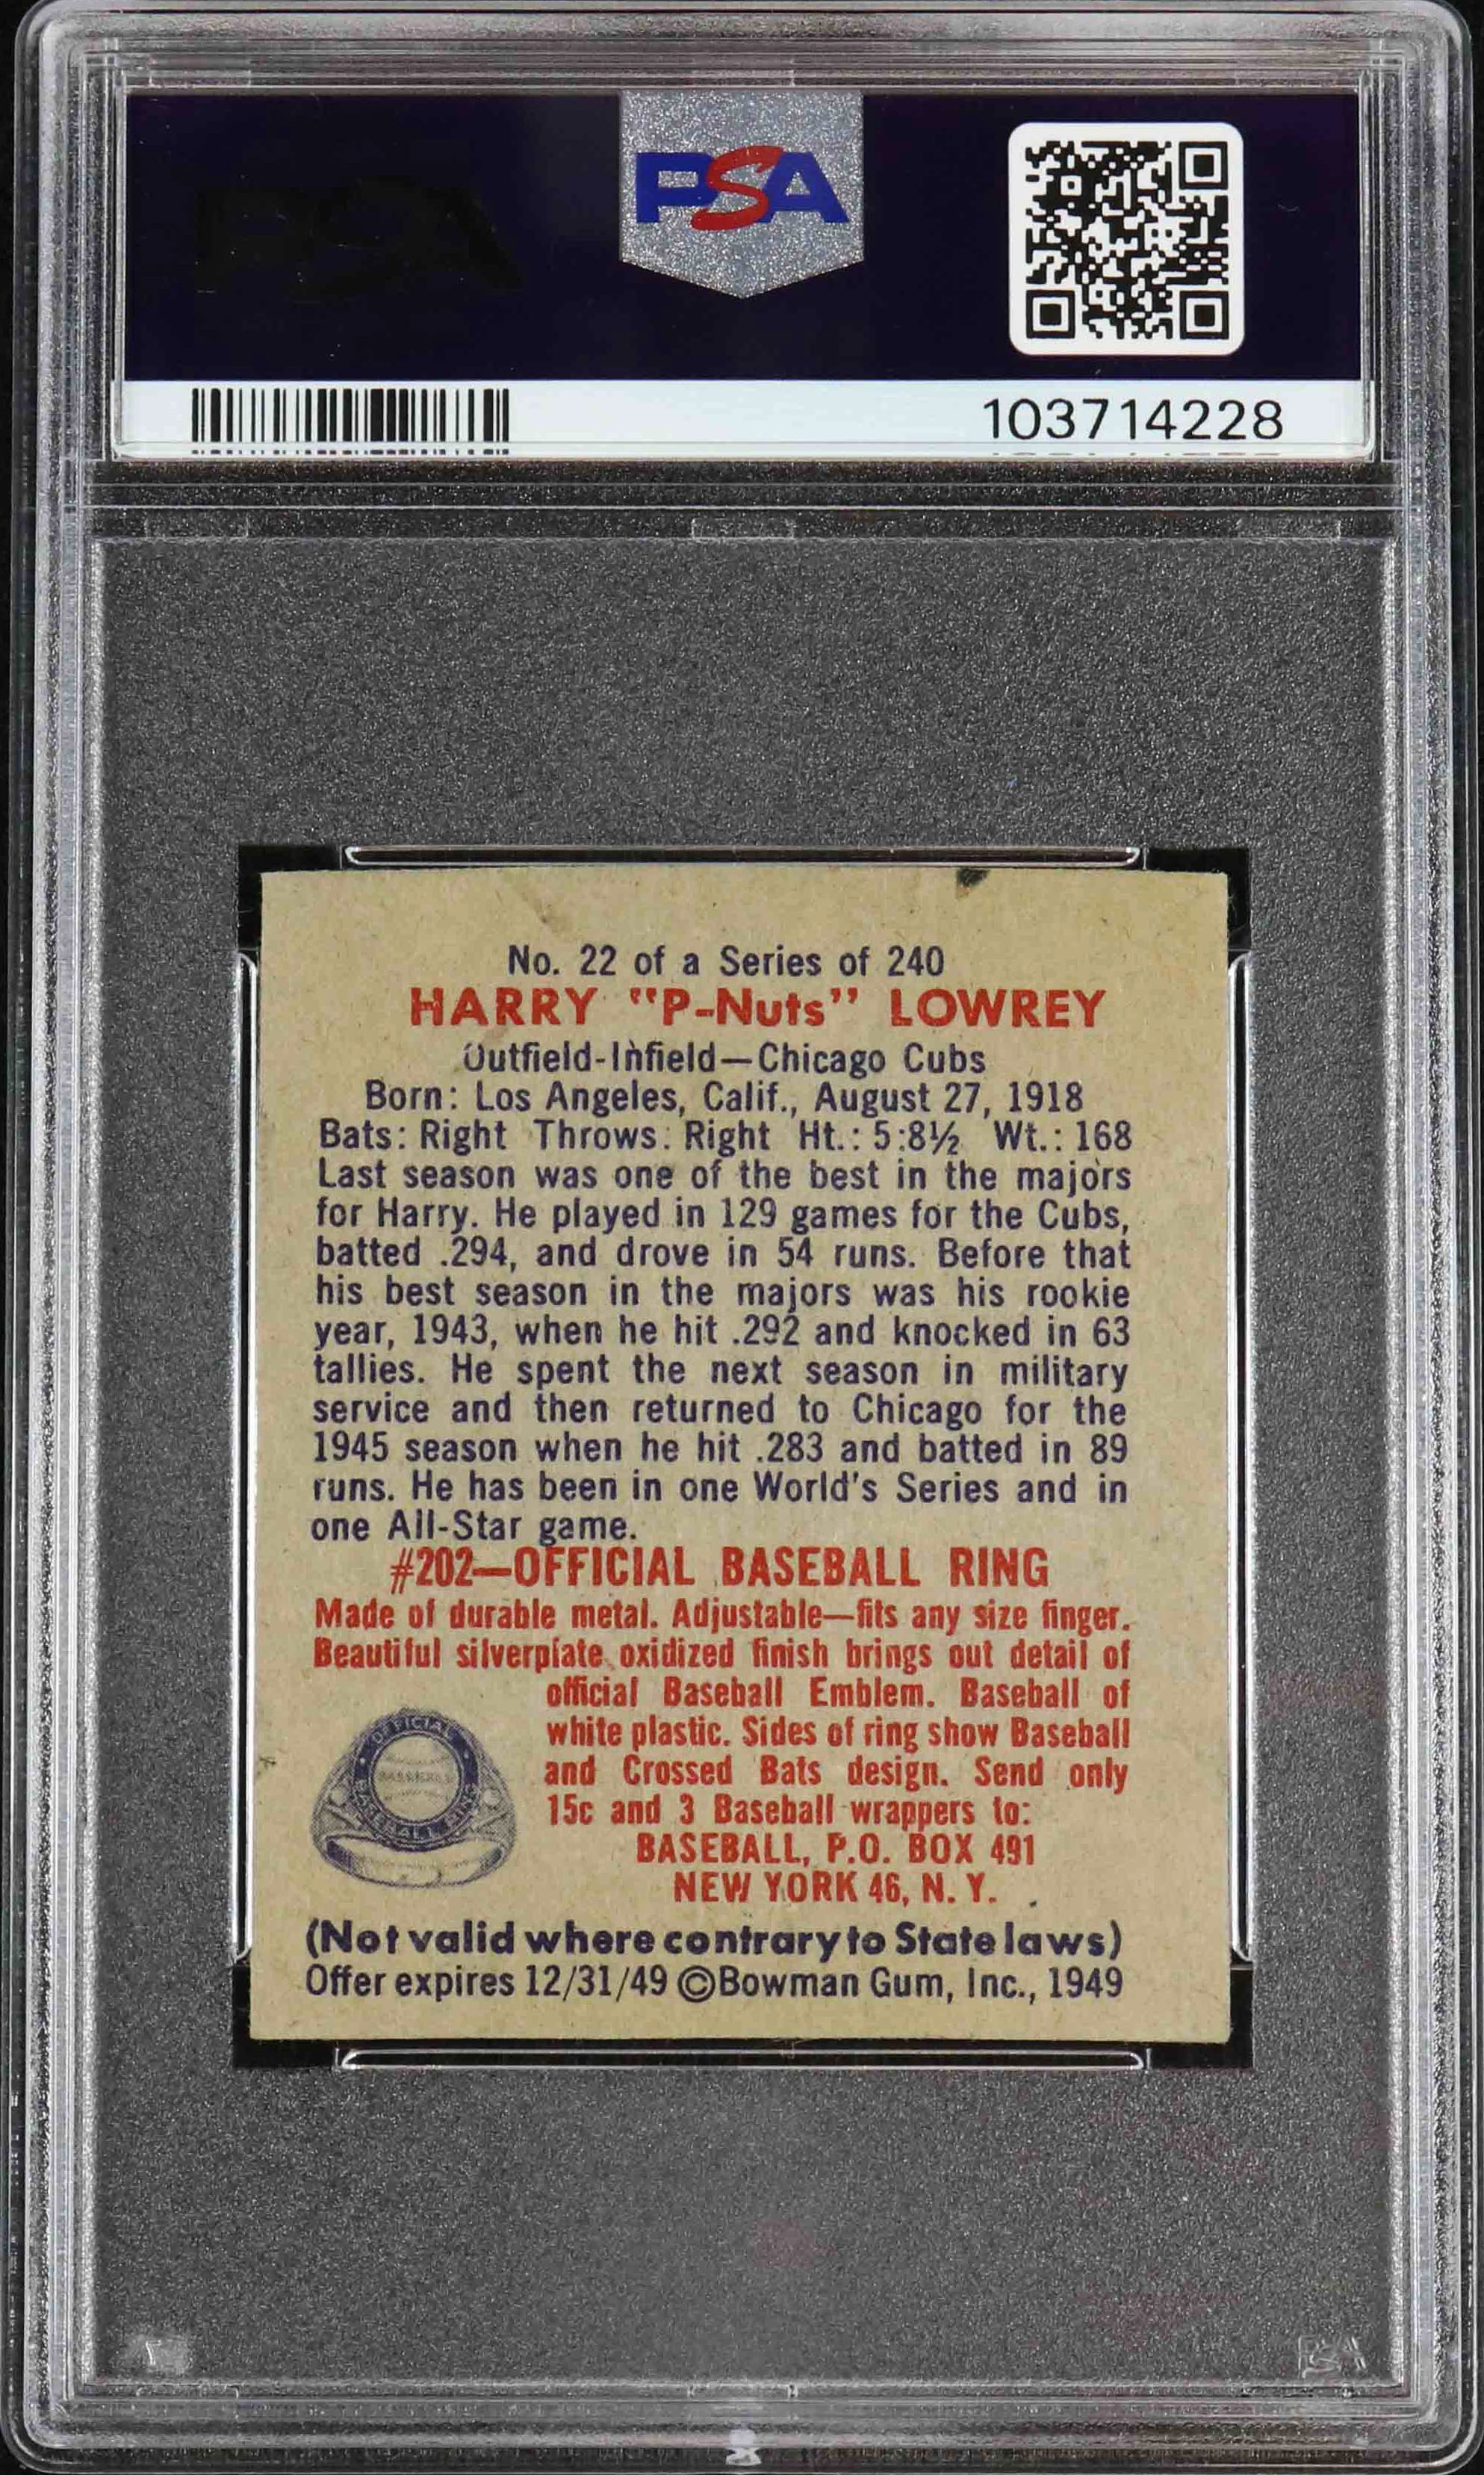 PSA
103714228
No. 22 of a Series of 240
HARRY "P-Nuts" LOWREY
Outfield-Infield—Chicago Cubs
Born: Los Angeles, Calif., August 27, 1918
Bats: Right Throws: Right Ht.: 5:8½ Wt.: 168
Last season was one of the best in the majors
for Harry. He played in 129 games for the Cubs,
batted .294, and drove in 54 runs. Before that
his best season in the majors was his rookie
year, 1943, when he hit .292 and knocked in 63
tallies. He spent the next season in military
service and then returned to Chicago for the
1945 season when he hit .283 and batted in 89
runs. He has been in one World's Series and in
one All-Star game.
#202—OFFICIAL BASEBALL RING
Made of durable metal. Adjustable—fits any size finger.
Beautiful silverplate oxidized finish brings out detail of
official Baseball Emblem. Baseball of
white plastic. Sides of ring show Baseball
and Crossed Bats design. Send only
15c and 3 Baseball wrappers to:
BASEBALL, P.O. BOX 491
NEW YORK 46, N. Y.
OFFICIAL
BASEBALL
BASEBALL RING
(Not valid where contrary to State laws)
Offer expires 12/31/49 ©Bowman Gum, Inc., 1949
PSA